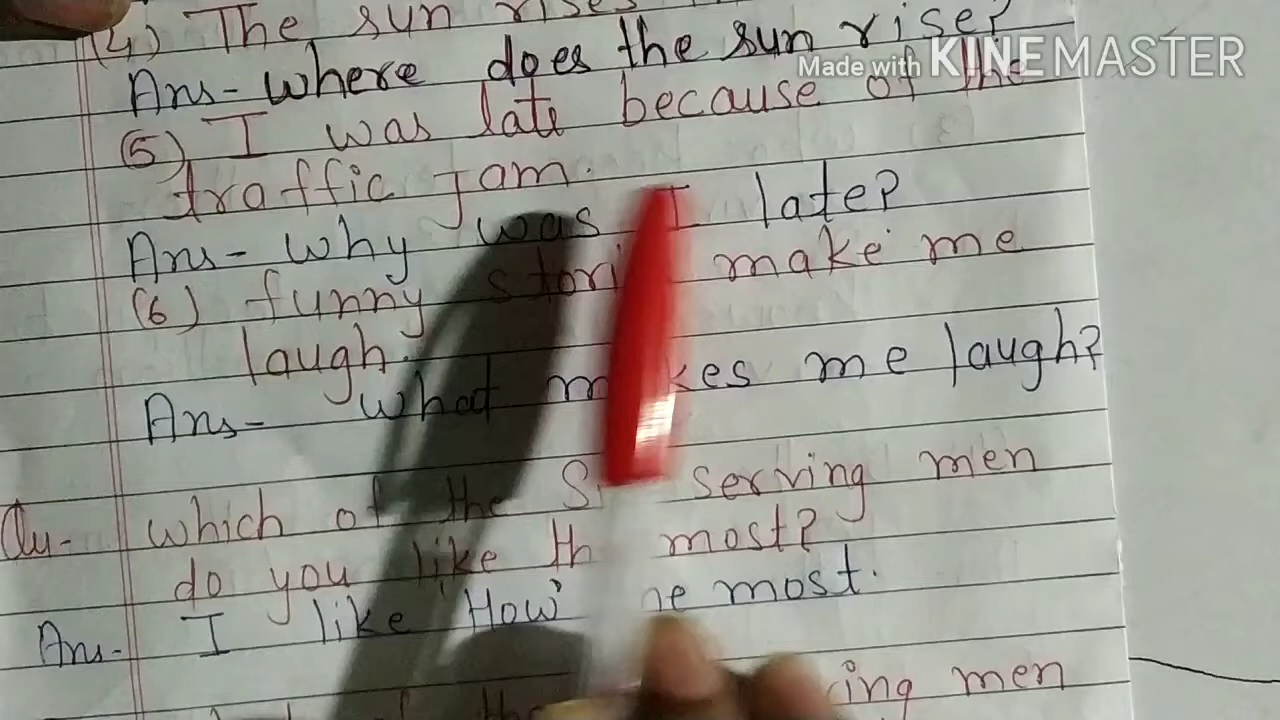 (4) The sun rises
Ans- where does the sun rise?
Made with KINEMASTER
(5) I was late because of the
traffic jam.
Ans- why was I late?
(6) funny make me
laugh.
Ans- what me laugh?
Qu- which of the serving men
do you like most?
Ans- I like 'How' most.
men